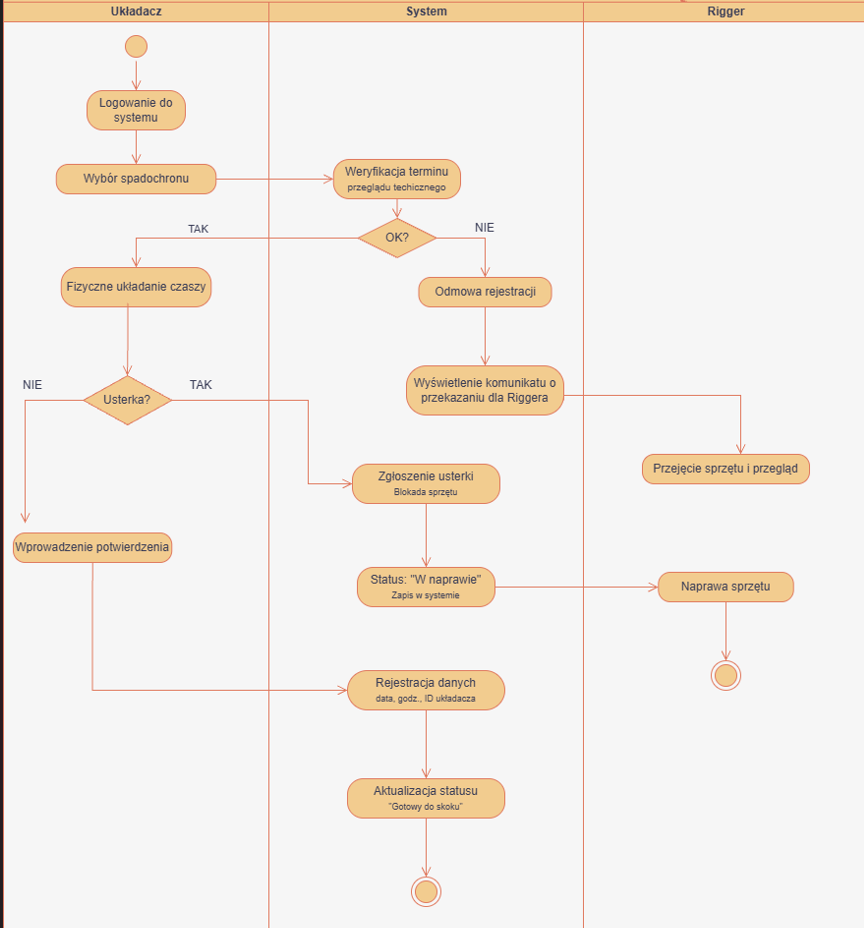 Układacz
System
Rigger
Logowanie do
systemu
Wybór spadochronu
Weryfikacja terminu
przeglądu techicznego
OK?
TAK
NIE
Fizyczne układanie czaszy
Odmowa rejestracji
Wyświetlenie komunikatu o
przekazaniu dla Riggera
NIE
Usterka?
TAK
Przejęcie sprzętu i przegląd
Zgłoszenie usterki
Blokada sprzętu
Wprowadzenie potwierdzenia
Status: "W naprawie"
Zapis w systemie
Naprawa sprzętu
Rejestracja danych
data, godz., ID układacza
Aktualizacja statusu
"Gotowy do skoku"